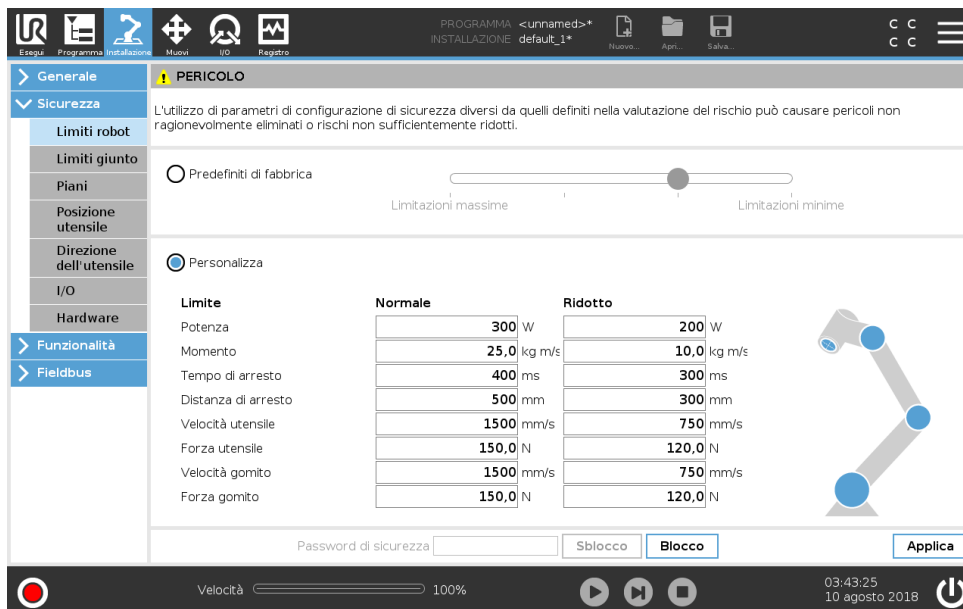 PROGRAMMA <unnamed>*
INSTALLAZIONE default_1*
Esegui Programma Installazione Muovi I/O Registro Nuovo... Apri... Salva...
C C
C C
Generale
Sicurezza
Limiti robot
Limiti giunto
Piani
Posizione
utensile
Direzione
dell'utensile
I/O
Hardware
Funzionalità
Fieldbus
PERICOLO
L'utilizzo di parametri di configurazione di sicurezza diversi da quelli definiti nella valutazione del rischio può causare pericoli non
ragionevolmente eliminati o rischi non sufficientemente ridotti.
Predefiniti di fabbrica
Limitazioni massime Limitazioni minime
Personalizza
Limite Normale Ridotto
Potenza 300 W 200 W
Momento 25,0 kg m/s 10,0 kg m/s
Tempo di arresto 400 ms 300 ms
Distanza di arresto 500 mm 300 mm
Velocità utensile 1500 mm/s 750 mm/s
Forza utensile 150,0 N 120,0 N
Velocità gomito 1500 mm/s 750 mm/s
Forza gomito 150,0 N 120,0 N
Password di sicurezza Sblocco Blocco Applica
Velocità 100%
03:43:25
10 agosto 2018